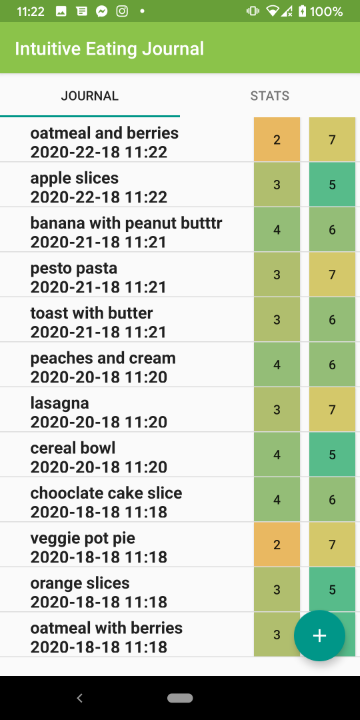 11:22 100%
Intuitive Eating Journal
JOURNAL STATS
oatmeal and berries 2 7
2020-22-18 11:22
apple slices 3 5
2020-22-18 11:22
banana with peanut butttr 4 6
2020-21-18 11:21
pesto pasta 3 7
2020-21-18 11:21
toast with butter 3 6
2020-21-18 11:21
peaches and cream 4 6
2020-20-18 11:20
lasagna 3 7
2020-20-18 11:20
cereal bowl 4 5
2020-20-18 11:20
chooclate cake slice 4 6
2020-18-18 11:18
veggie pot pie 2 7
2020-18-18 11:18
orange slices 3 5
2020-18-18 11:18
oatmeal with berries 3
2020-18-18 11:18